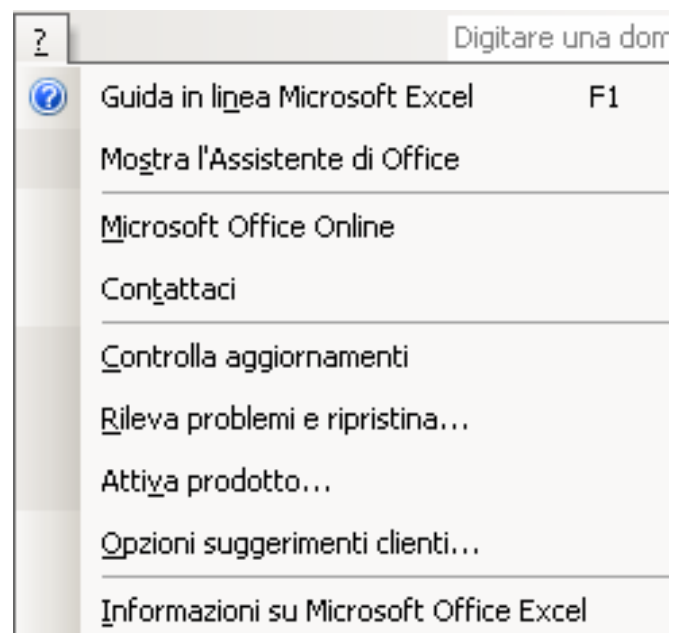 ?
Digitare una dom
Guida in linea Microsoft Excel F1
Mostra l'Assistente di Office
Microsoft Office Online
Contattaci
Controlla aggiornamenti
Rileva problemi e ripristina...
Attiva prodotto...
Opzioni suggerimenti clienti...
Informazioni su Microsoft Office Excel